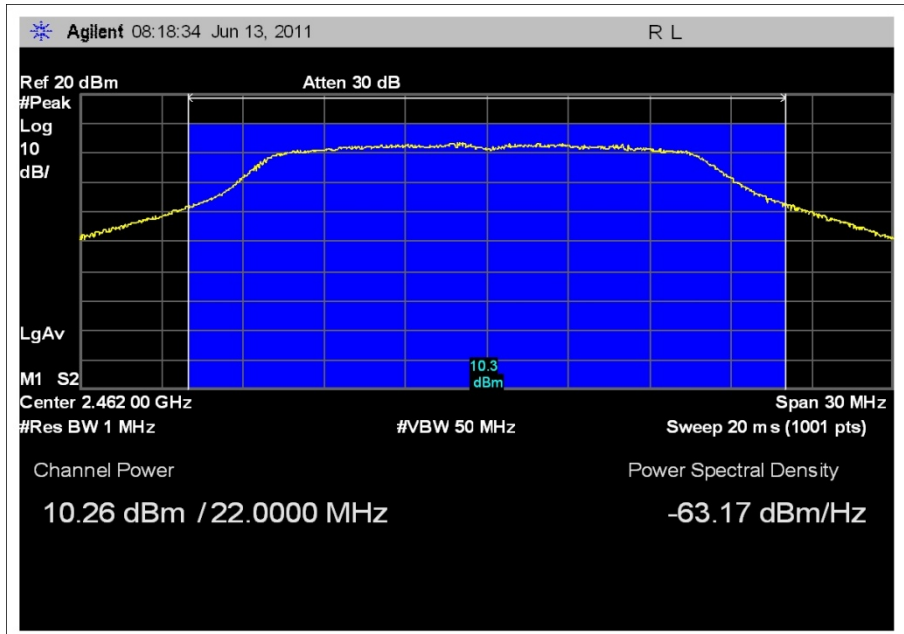 Agilent 08:18:34 Jun 13, 2011 R L
Ref 20 dBm Atten 30 dB
#Peak
Log
10
dB/
LgAv
10.3
dBm
M1 S2
Center 2.462 00 GHz Span 30 MHz
#Res BW 1 MHz #VBW 50 MHz Sweep 20 ms (1001 pts)
Channel Power Power Spectral Density
10.26 dBm / 22.0000 MHz -63.17 dBm/Hz